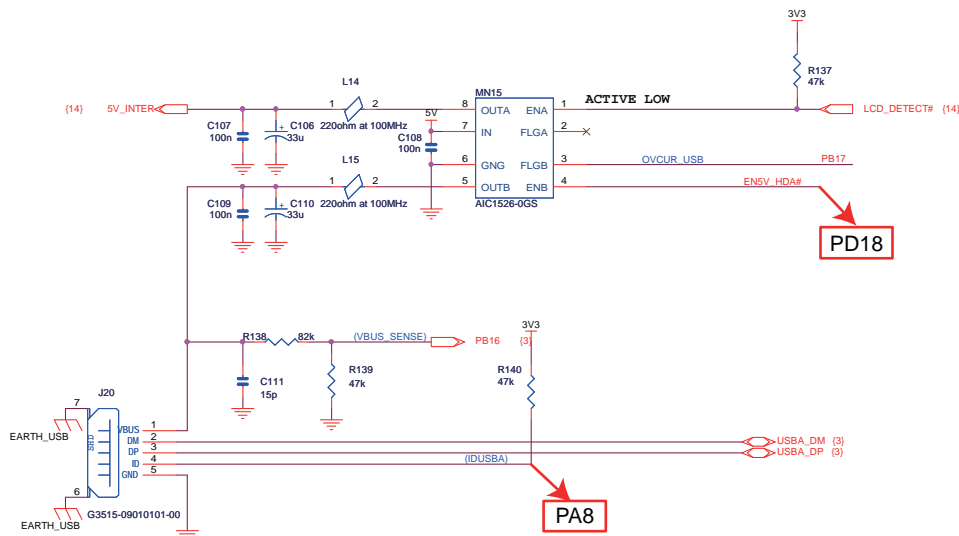 3V3
R137
47k
L14
MN15
{14}
5V_INTER
1
2
8
OUTA
ENA
1
ACTIVE LOW
LCD_DETECT#
{14}
C107
100n
C106
33u
220ohm at 100MHz
5V
7
IN
FLGA
2
C108
100n
L15
6
GNG
FLGB
3
OVCUR_USB
PB17
1
2
5
OUTB
ENB
4
EN5V_HDA#
C109
100n
C110
33u
220ohm at 100MHz
AIC1526-0GS
PD18
R138
82k
(VBUS_SENSE)
PB16
{3}
3V3
C111
15p
R139
47k
R140
47k
J20
7
EARTH_USB
SHD
VBUS
1
DM
2
USBA_DM
{3}
DP
3
USBA_DP
{3}
ID
4
(IDUSBA)
GND
5
6
EARTH_USB
G3515-09010101-00
PA8